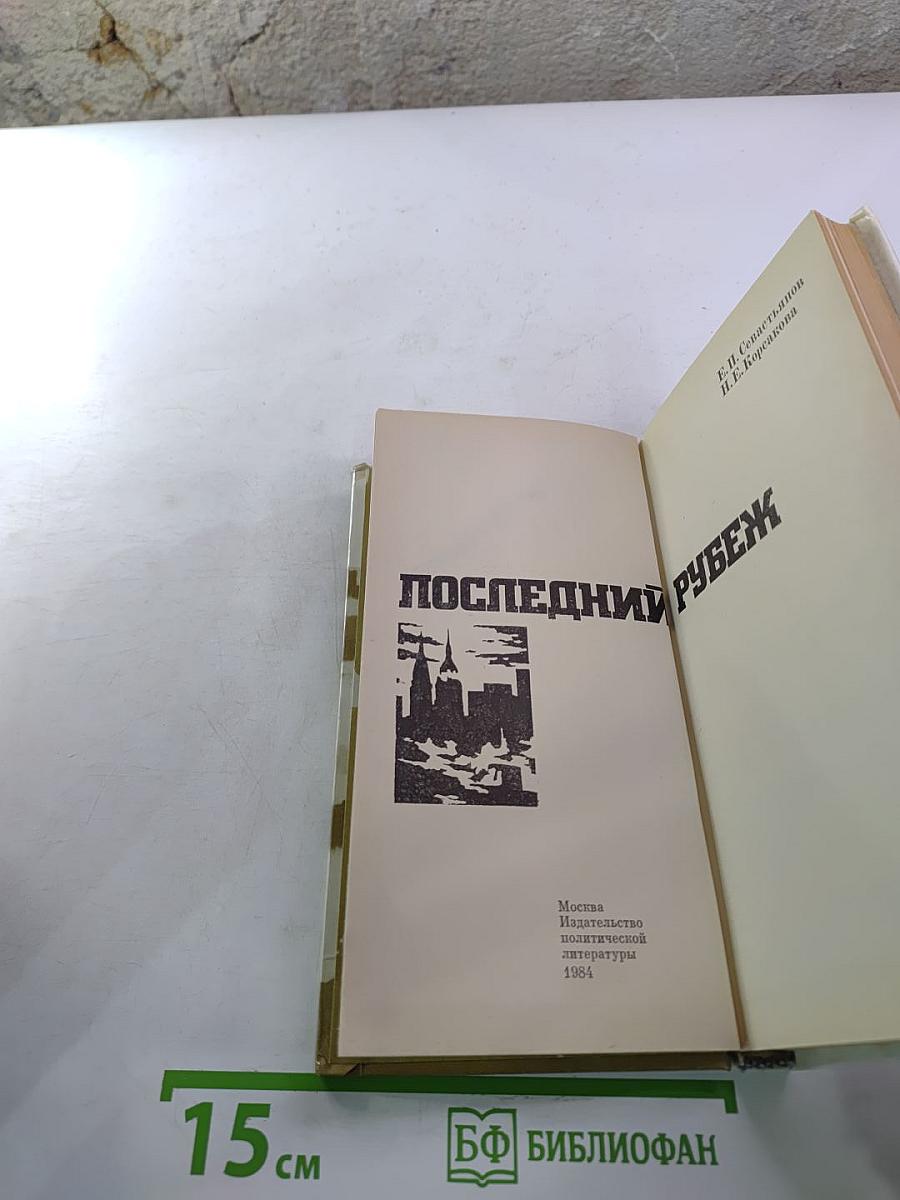 Е.П.Севастьянов
Н.Е.Корсакова
ПОСЛЕДНИЙ РУБЕЖ
Москва
Издательство
политической
литературы
1984
15 см
БФ БИБЛИОФАН